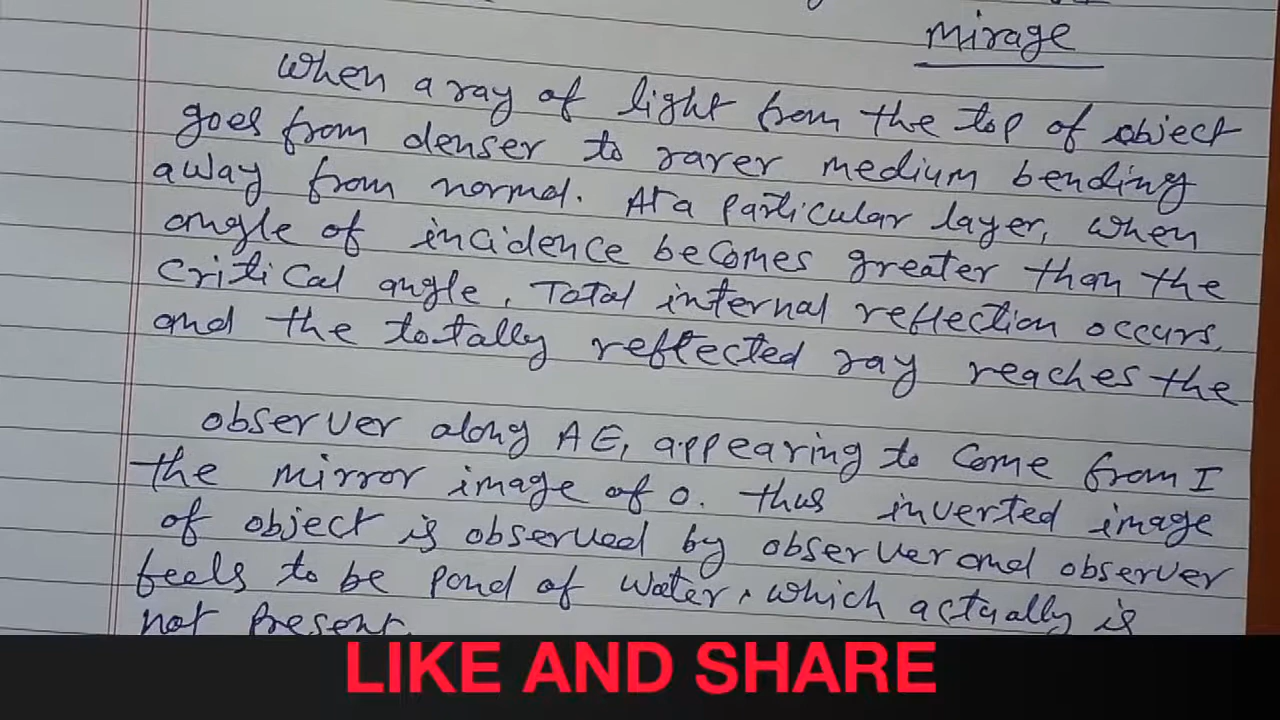 mirage
When a ray of light from the top of object
goes from denser to rarer medium bending
away from normal. At a particular layer, when
angle of incidence becomes greater than the
critical angle, Total internal reflection occurs,
and the totally reflected ray reaches the
observer along AE, appearing to come from I
the mirror image of O. thus inverted image
of object is observed by observer and observer
feels to be pond of water, which actually is
not present.
LIKE AND SHARE